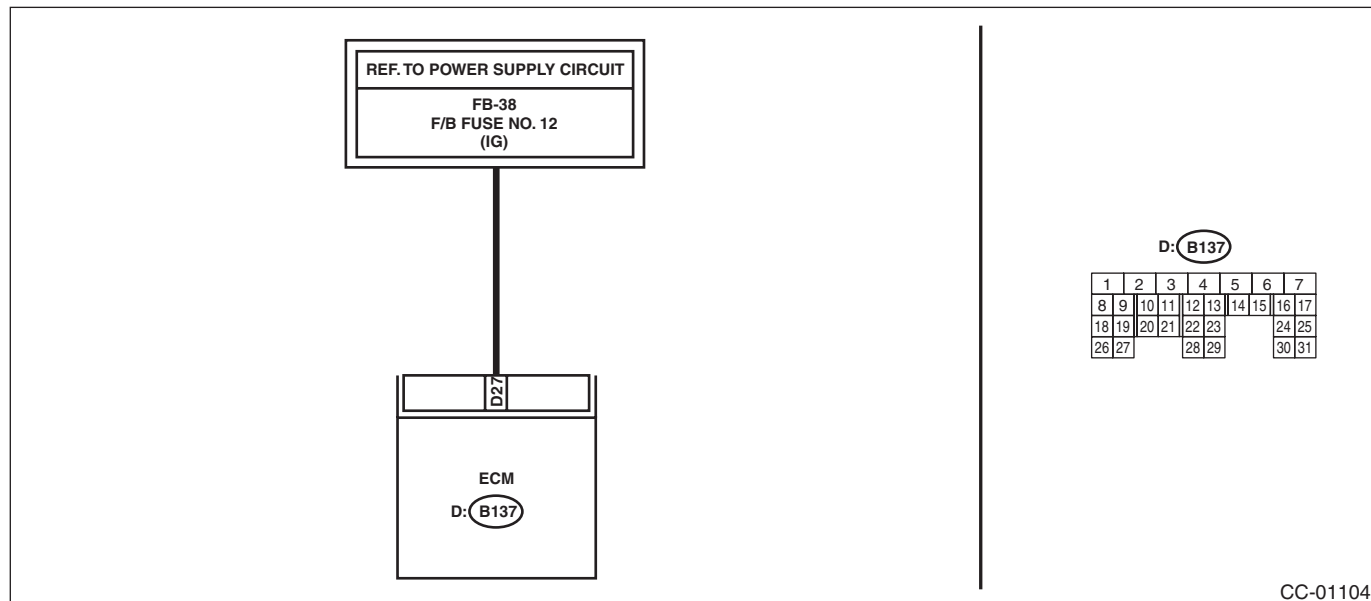 REF. TO POWER SUPPLY CIRCUIT
FB-38
F/B FUSE NO. 12
(IG)
D27
ECM
D: B137
D: B137
1 2 3 4 5 6 7
8 9 10 11 12 13 14 15 16 17
18 19 20 21 22 23 24 25
26 27 28 29 30 31
CC-01104